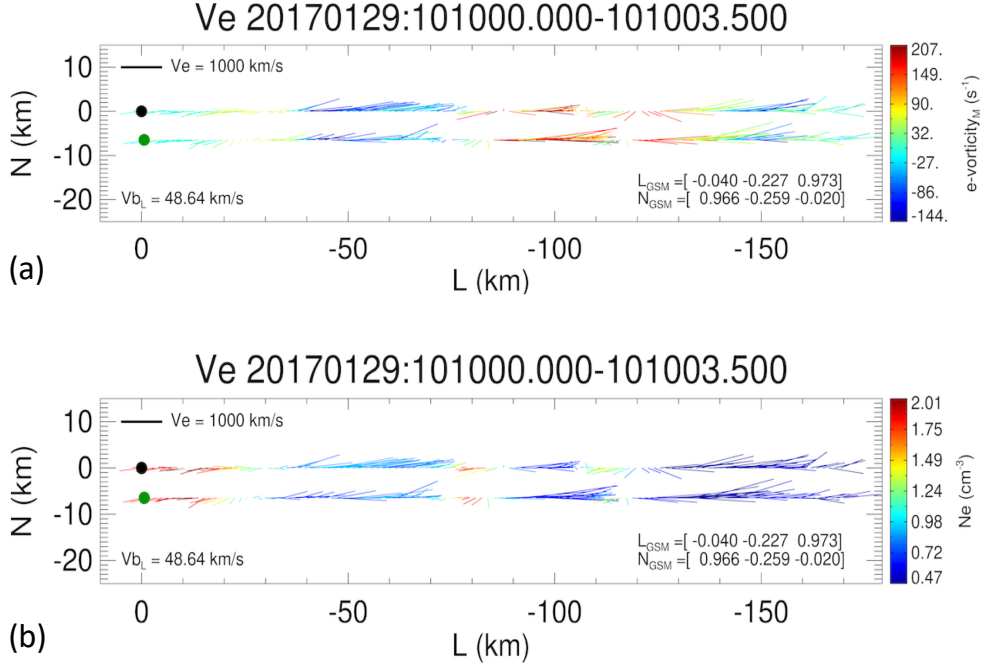 Ve 20170129:101000.000-101003.500
(a)
N (km)
10
0
-10
-20
Ve = 1000 km/s
Vb_L = 48.64 km/s
L_GSM =[ -0.040 -0.227 0.973]
N_GSM =[ 0.966 -0.259 -0.020]
0 -50 -100 -150
L (km)
207.
149.
90.
32.
-27.
-86.
-144.
e-vorticity_M (s⁻¹)
Ve 20170129:101000.000-101003.500
(b)
N (km)
10
0
-10
-20
Ve = 1000 km/s
Vb_L = 48.64 km/s
L_GSM =[ -0.040 -0.227 0.973]
N_GSM =[ 0.966 -0.259 -0.020]
0 -50 -100 -150
L (km)
2.01
1.75
1.49
1.24
0.98
0.72
0.47
Ne (cm⁻³)